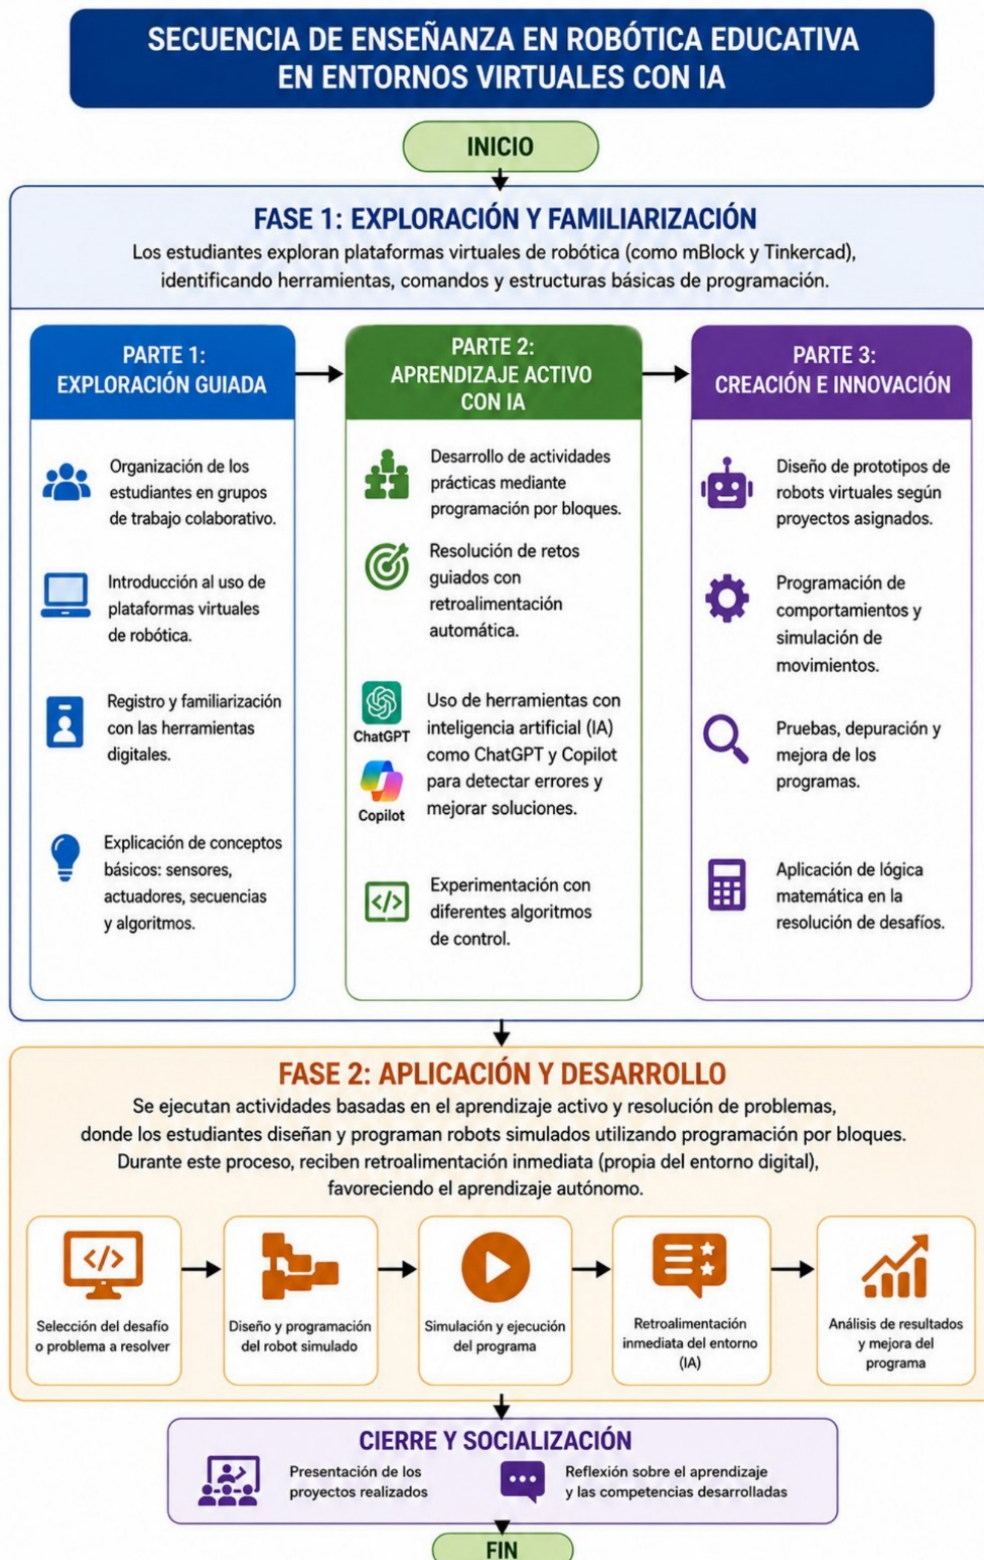 SECUENCIA DE ENSEÑANZA EN ROBÓTICA EDUCATIVA
EN ENTORNOS VIRTUALES CON IA
INICIO
FASE 1: EXPLORACIÓN Y FAMILIARIZACIÓN
Los estudiantes exploran plataformas virtuales de robótica (como mBlock y Tinkercad),
identificando herramientas, comandos y estructuras básicas de programación.
PARTE 1:
EXPLORACIÓN GUIADA
Organización de los
estudiantes en grupos
de trabajo colaborativo.
Introducción al uso de
plataformas virtuales
de robótica.
Registro y familiarización
con las herramientas
digitales.
Explicación de conceptos
básicos: sensores,
actuadores, secuencias
y algoritmos.
PARTE 2:
APRENDIZAJE ACTIVO
CON IA
Desarrollo de actividades
prácticas mediante
programación por bloques.
Resolución de retos
guiados con
retroalimentación
automática.
ChatGPT
Copilot
Uso de herramientas con
inteligencia artificial (IA)
como ChatGPT y Copilot
para detectar errores y
mejorar soluciones.
Experimentación con
diferentes algoritmos
de control.
PARTE 3:
CREACIÓN E INNOVACIÓN
Diseño de prototipos de
robots virtuales según
proyectos asignados.
Programación de
comportamientos y
simulación de
movimientos.
Pruebas, depuración y
mejora de los
programas.
Aplicación de lógica
matemática en la
resolución de desafíos.
FASE 2: APLICACIÓN Y DESARROLLO
Se ejecutan actividades basadas en el aprendizaje activo y resolución de problemas,
donde los estudiantes diseñan y programan robots simulados utilizando programación por bloques.
Durante este proceso, reciben retroalimentación inmediata (propia del entorno digital),
favoreciendo el aprendizaje autónomo.
Selección del desafío
o problema a resolver
Diseño y programación
del robot simulado
Simulación y ejecución
del programa
Retroalimentación
inmediata del entorno
(IA)
Análisis de resultados
y mejora del
programa
CIERRE Y SOCIALIZACIÓN
Presentación de los
proyectos realizados
Reflexión sobre el aprendizaje
y las competencias desarrolladas
FIN